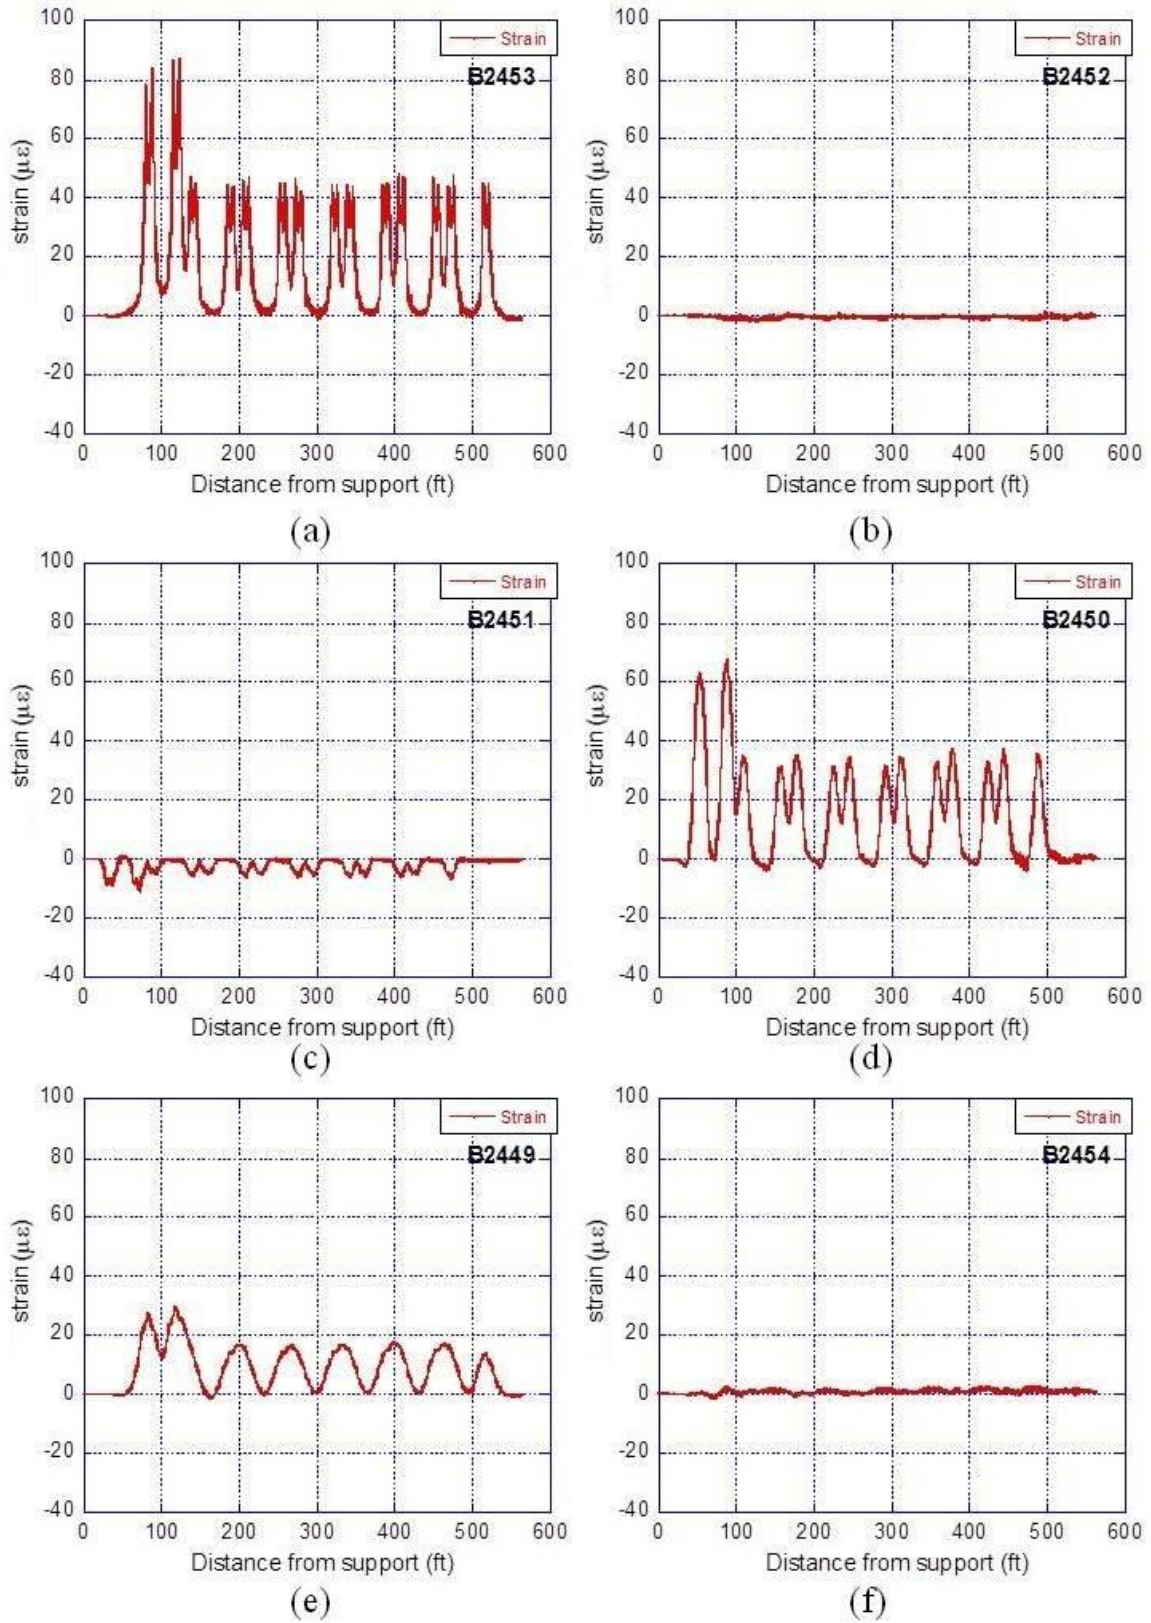 100
80
60
40
20
0
-20
-40
strain (με)
Strain
B2453
0 100 200 300 400 500 600
Distance from support (ft)
(a)
100
80
60
40
20
0
-20
-40
strain (με)
Strain
B2452
0 100 200 300 400 500 600
Distance from support (ft)
(b)
100
80
60
40
20
0
-20
-40
strain (με)
Strain
B2451
0 100 200 300 400 500 600
Distance from support (ft)
(c)
100
80
60
40
20
0
-20
-40
strain (με)
Strain
B2450
0 100 200 300 400 500 600
Distance from support (ft)
(d)
100
80
60
40
20
0
-20
-40
strain (με)
Strain
B2449
0 100 200 300 400 500 600
Distance from support (ft)
(e)
100
80
60
40
20
0
-20
-40
strain (με)
Strain
B2454
0 100 200 300 400 500 600
Distance from support (ft)
(f)